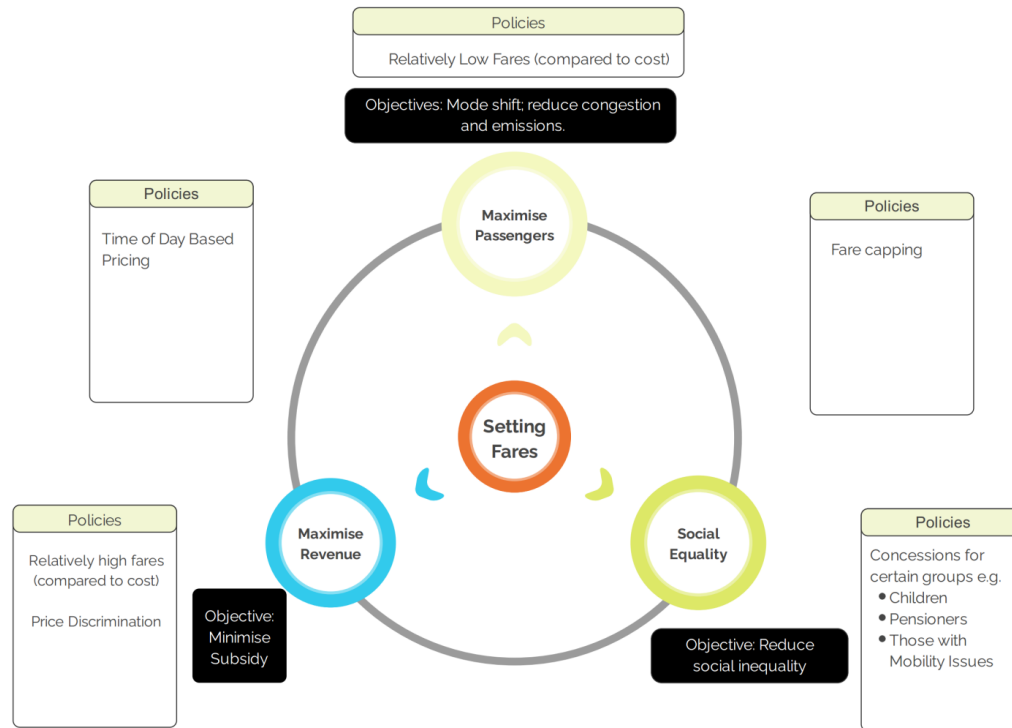 Policies
Relatively Low Fares (compared to cost)
Objectives: Mode shift; reduce congestion
and emissions.
Maximise
Passengers
Policies
Time of Day Based
Pricing
Policies
Fare capping
Setting
Fares
Maximise
Revenue
Social
Equality
Policies
Relatively high fares
(compared to cost)
Price Discrimination
Objective:
Minimise
Subsidy
Objective: Reduce
social inequality
Policies
Concessions for
certain groups e.g.
● Children
● Pensioners
● Those with
Mobility Issues